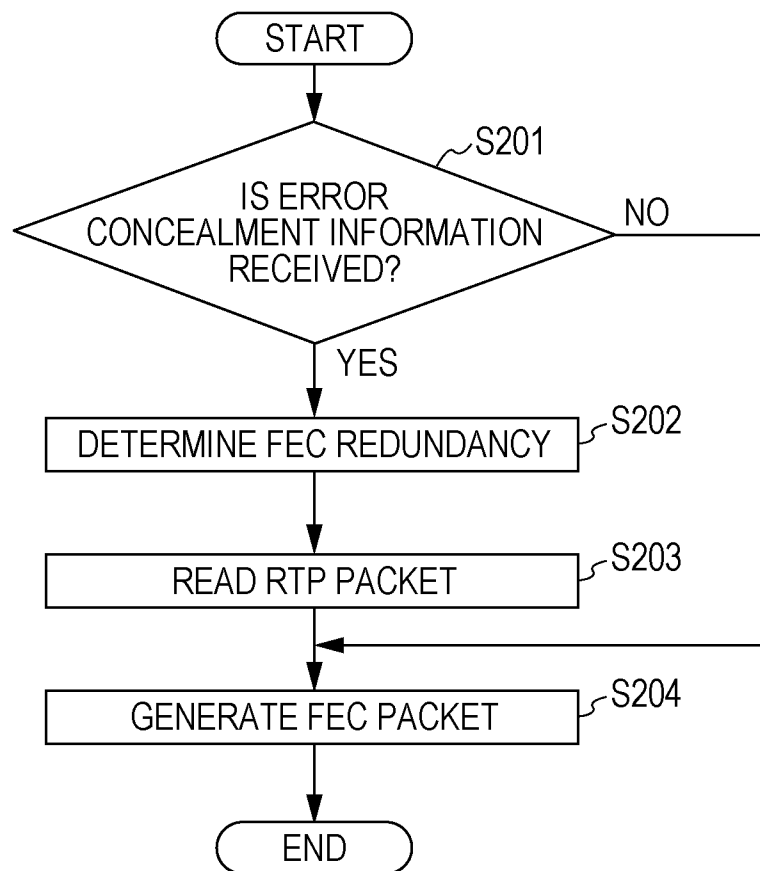 START
S201
IS ERROR
CONCEALMENT INFORMATION
RECEIVED?
NO
YES
DETERMINE FEC REDUNDANCY
S202
READ RTP PACKET
S203
GENERATE FEC PACKET
S204
END